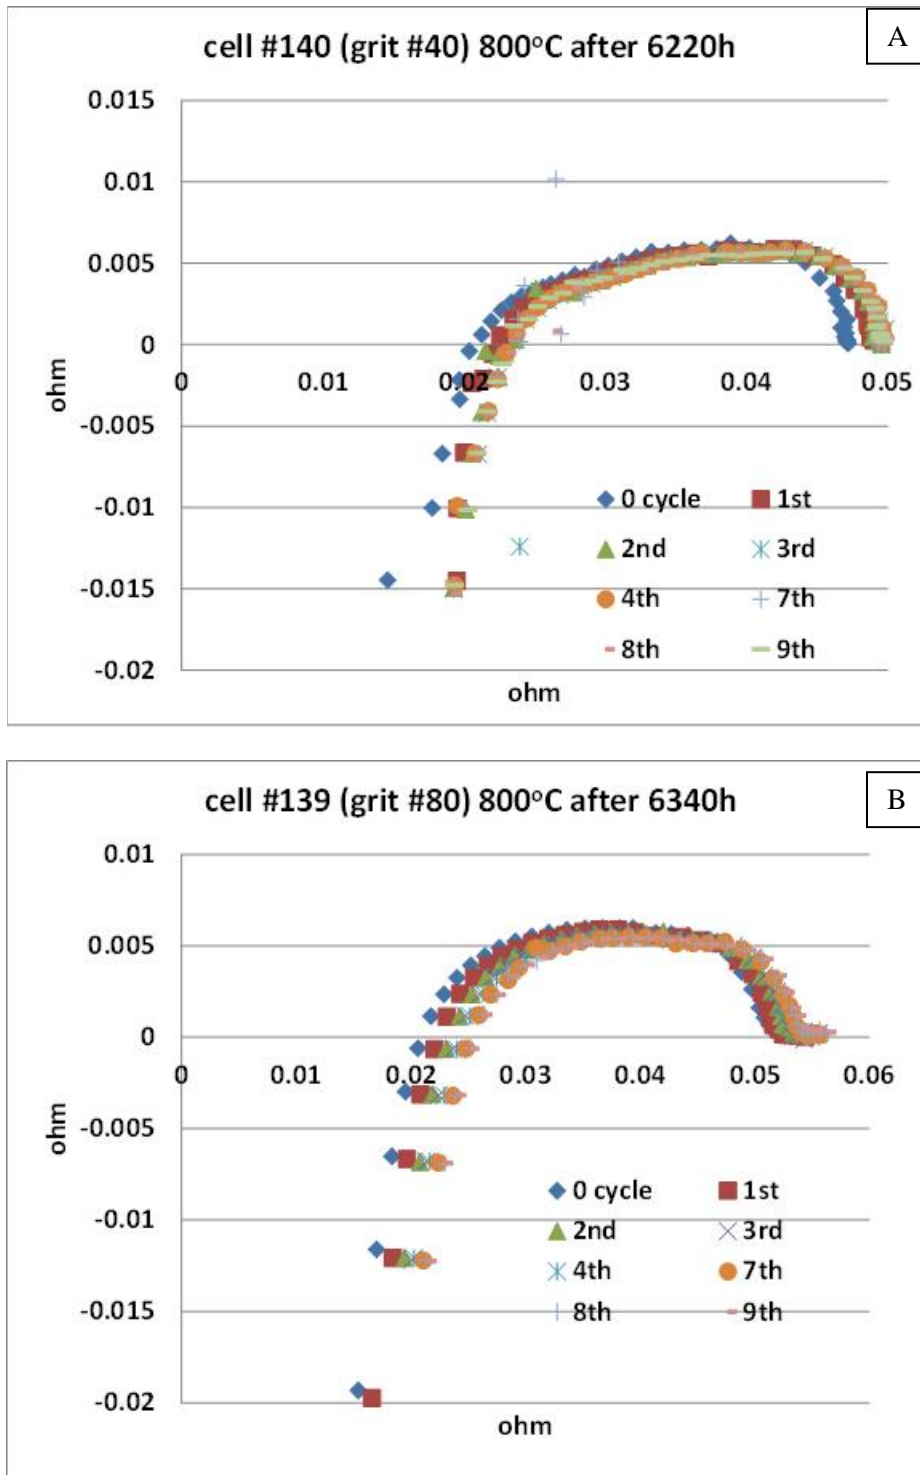 A
cell #140 (grit #40) 800°C after 6220h
0.015
0.01
0.005
0
0 0.01 0.02 0.03 0.04 0.05
-0.005
-0.01
-0.015
-0.02
ohm
0 cycle 1st
2nd 3rd
4th 7th
8th 9th
ohm
B
cell #139 (grit #80) 800°C after 6340h
0.01
0.005
0
0 0.01 0.02 0.03 0.04 0.05 0.06
-0.005
-0.01
-0.015
-0.02
ohm
0 cycle 1st
2nd 3rd
4th 7th
8th 9th
ohm